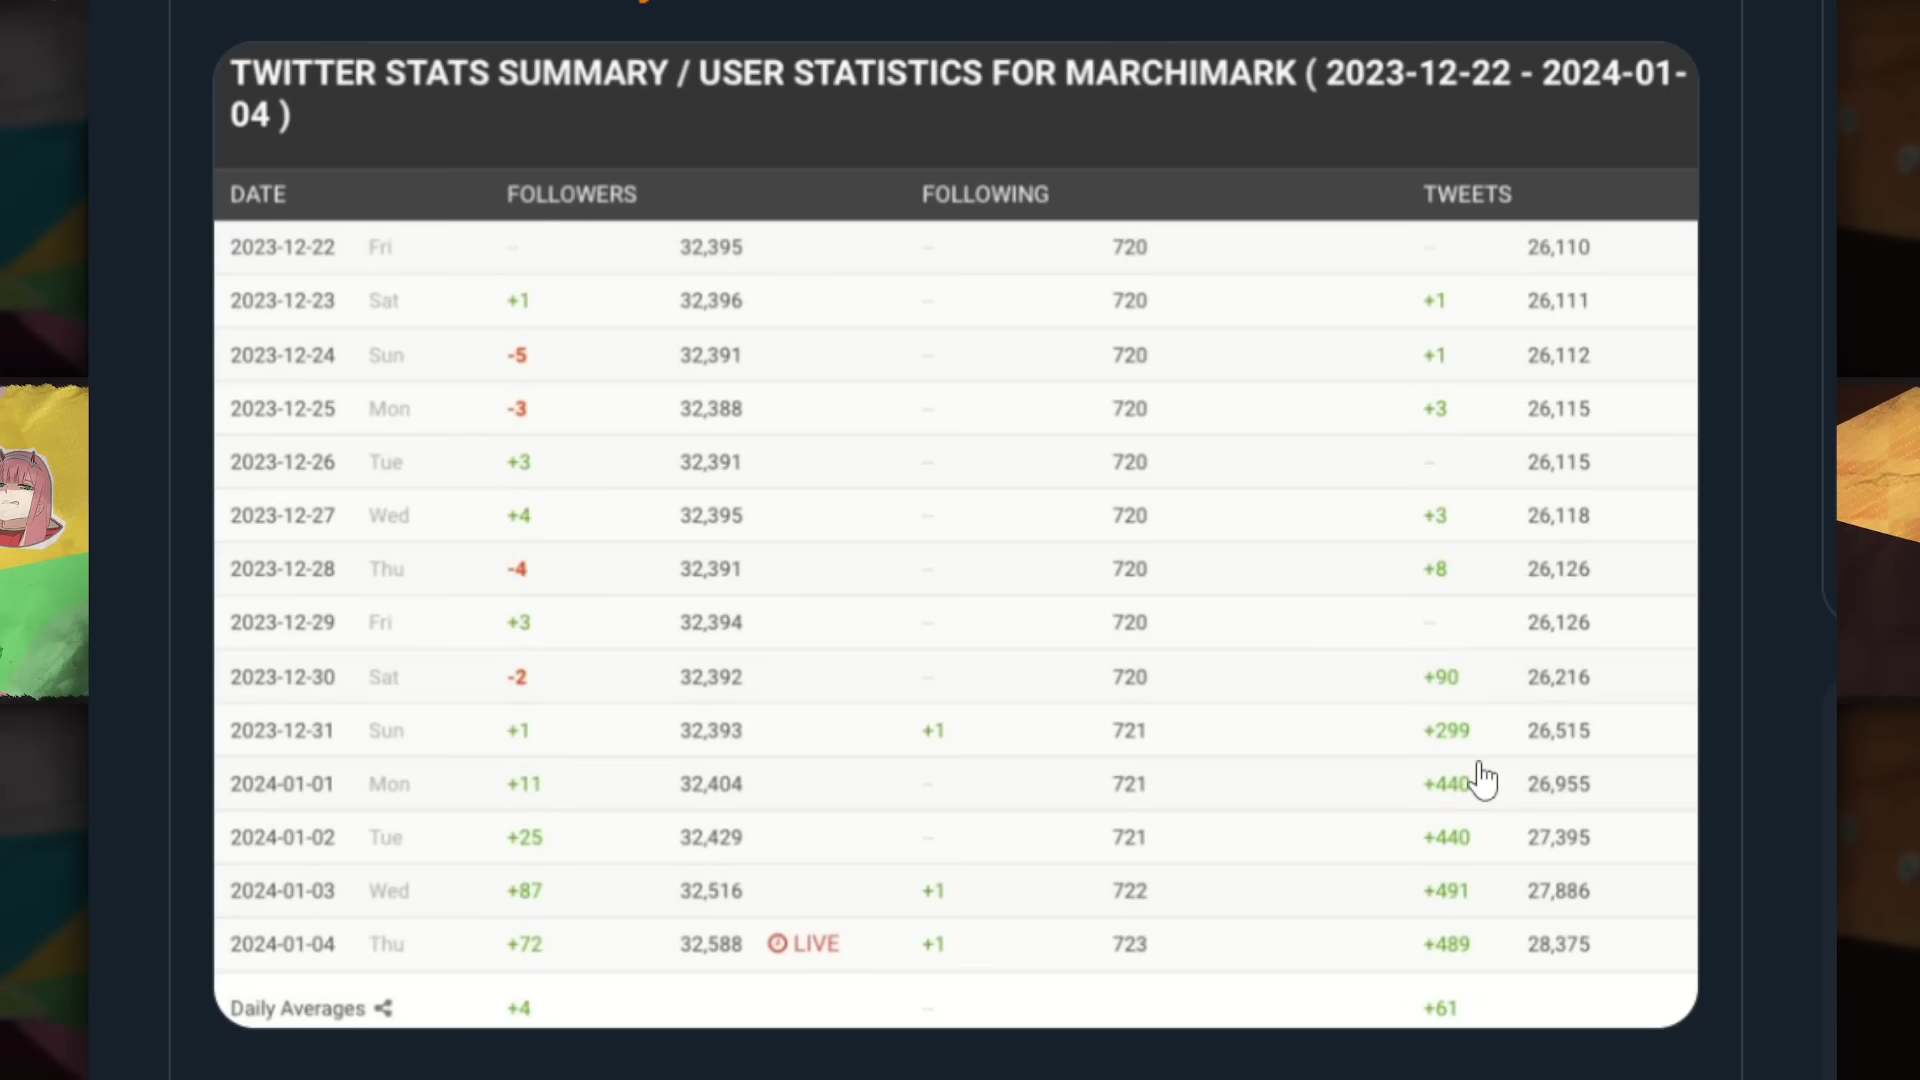 TWITTER STATS SUMMARY / USER STATISTICS FOR MARCHIMARK ( 2023-12-22 - 2024-01-
04 )
DATE FOLLOWERS FOLLOWING TWEETS
2023-12-22 Fri -- 32,395 -- 720 -- 26,110
2023-12-23 Sat +1 32,396 -- 720 +1 26,111
2023-12-24 Sun -5 32,391 -- 720 +1 26,112
2023-12-25 Mon -3 32,388 -- 720 +3 26,115
2023-12-26 Tue +3 32,391 -- 720 -- 26,115
2023-12-27 Wed +4 32,395 -- 720 +3 26,118
2023-12-28 Thu -4 32,391 -- 720 +8 26,126
2023-12-29 Fri +3 32,394 -- 720 -- 26,126
2023-12-30 Sat -2 32,392 -- 720 +90 26,216
2023-12-31 Sun +1 32,393 +1 721 +299 26,515
2024-01-01 Mon +11 32,404 -- 721 +440 26,955
2024-01-02 Tue +25 32,429 -- 721 +440 27,395
2024-01-03 Wed +87 32,516 +1 722 +491 27,886
2024-01-04 Thu +72 32,588 LIVE +1 723 +489 28,375
Daily Averages +4 -- +61